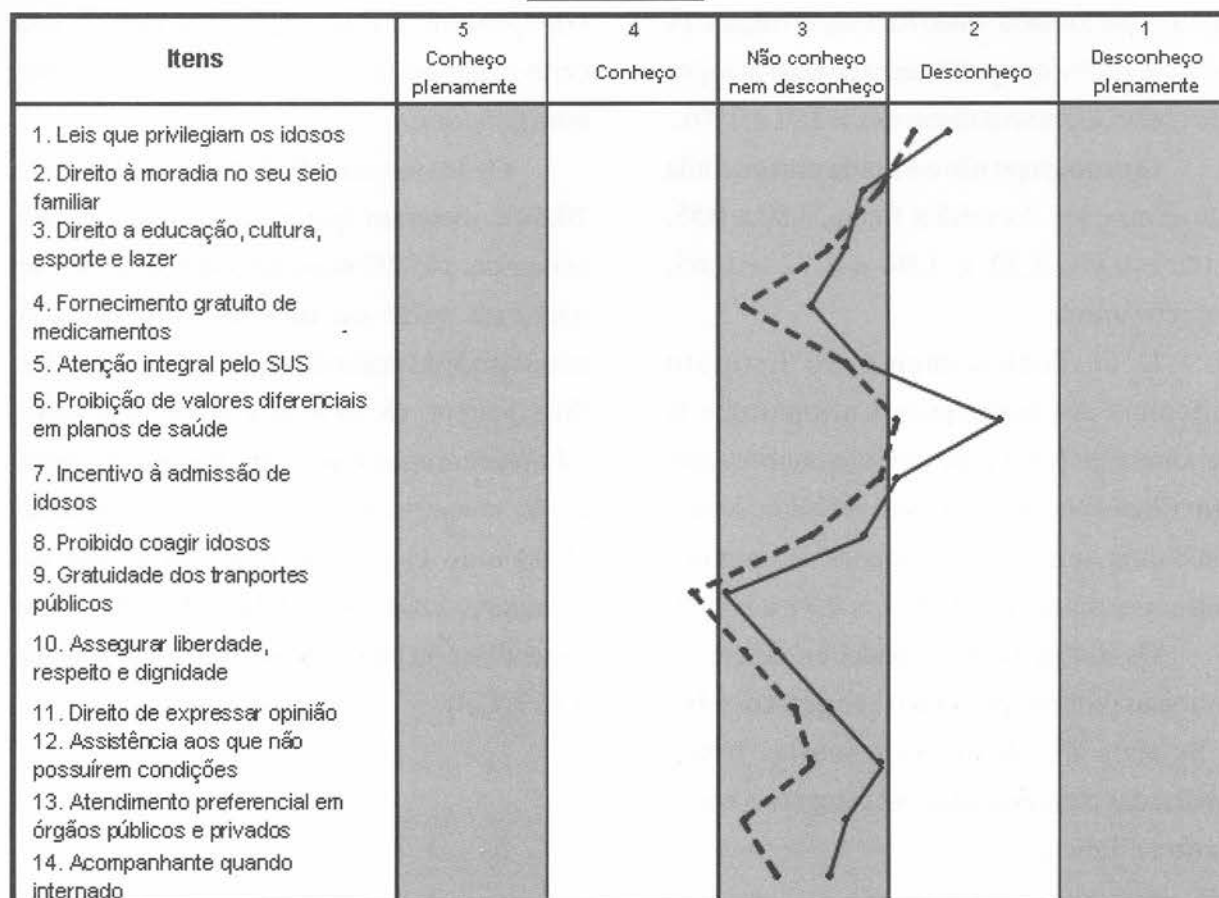 Itens
5
Conheço
plenamente
4
Conheço
3
Não conheço
nem desconheço
2
Desconheço
1
Desconheço
plenamente
1. Leis que privilegiam os idosos
2. Direito à moradia no seu seio
familiar
3. Direito a educação, cultura,
esporte e lazer
4. Fornecimento gratuito de
medicamentos
5. Atenção integral pelo SUS
6. Proibição de valores diferenciais
em planos de saúde
7. Incentivo à admissão de
idosos
8. Proibido coagir idosos
9. Gratuidade dos tranportes
públicos
10. Assegurar liberdade,
respeito e dignidade
11. Direito de expressar opinião
12. Assistência aos que não
possuírem condições
13. Atendimento preferencial em
órgãos públicos e privados
14. Acompanhante quando
internado